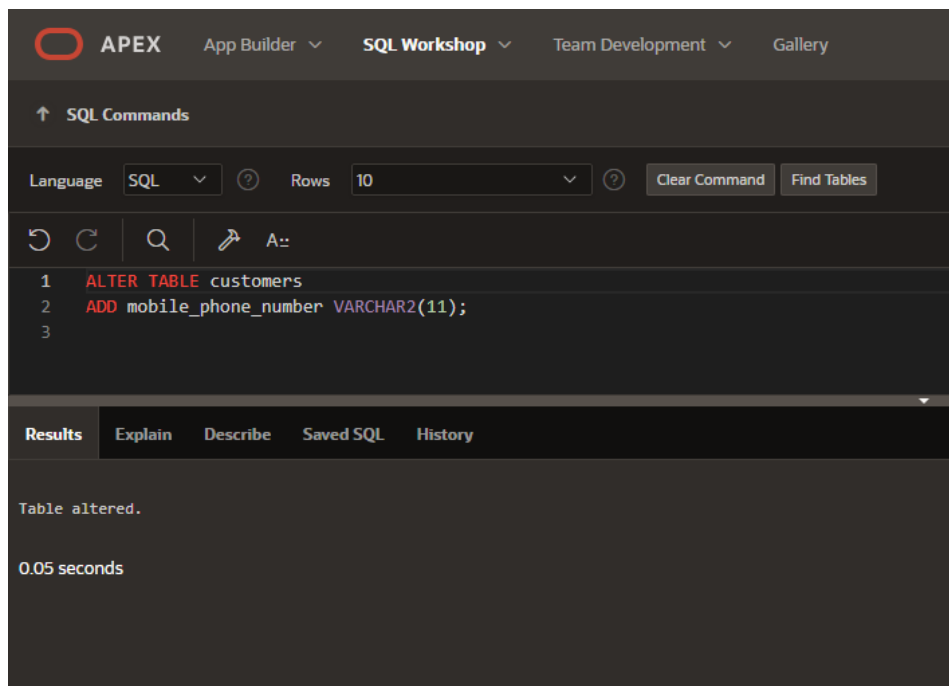 APEX App Builder SQL Workshop Team Development Gallery
↑ SQL Commands
Language SQL ? Rows 10 ? Clear Command Find Tables
A::
1 ALTER TABLE customers
2 ADD mobile_phone_number VARCHAR2(11);
3
Results Explain Describe Saved SQL History
Table altered.
0.05 seconds